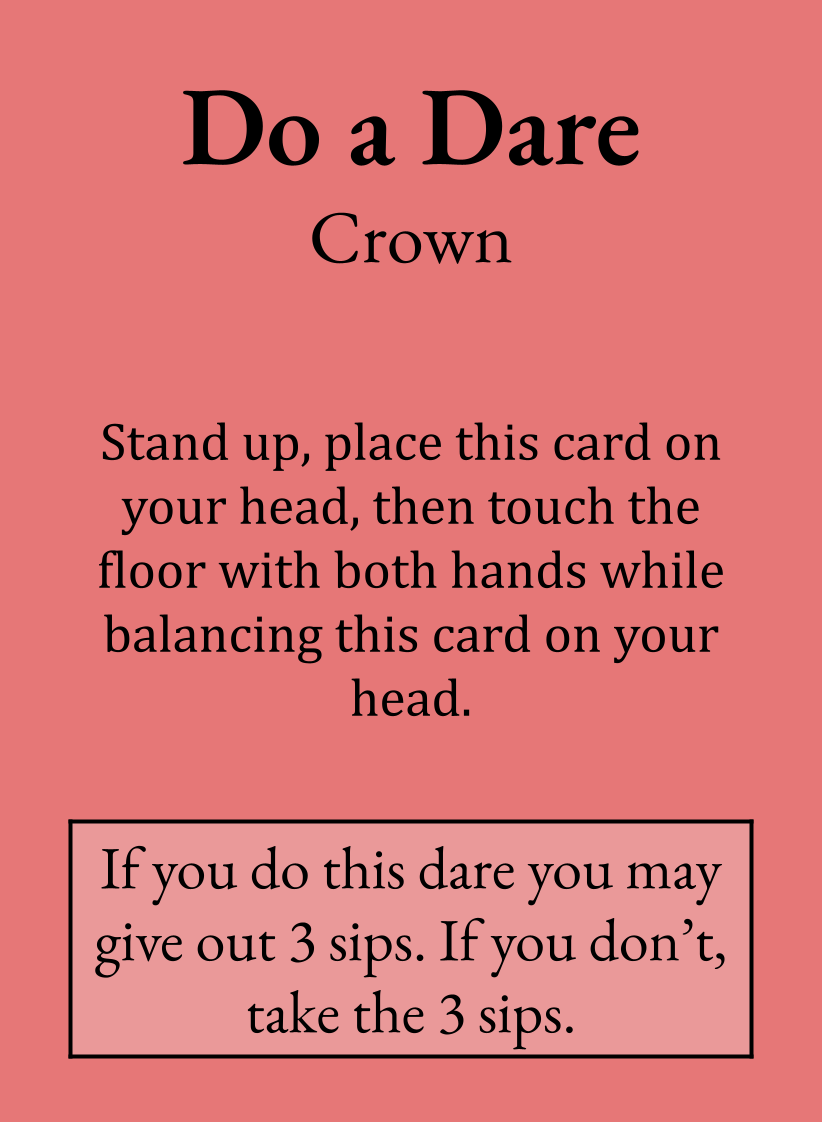 Do a Dare
Crown
Stand up, place this card on
your head, then touch the
floor with both hands while
balancing this card on your
head.
If you do this dare you may
give out 3 sips. If you don’t,
take the 3 sips.